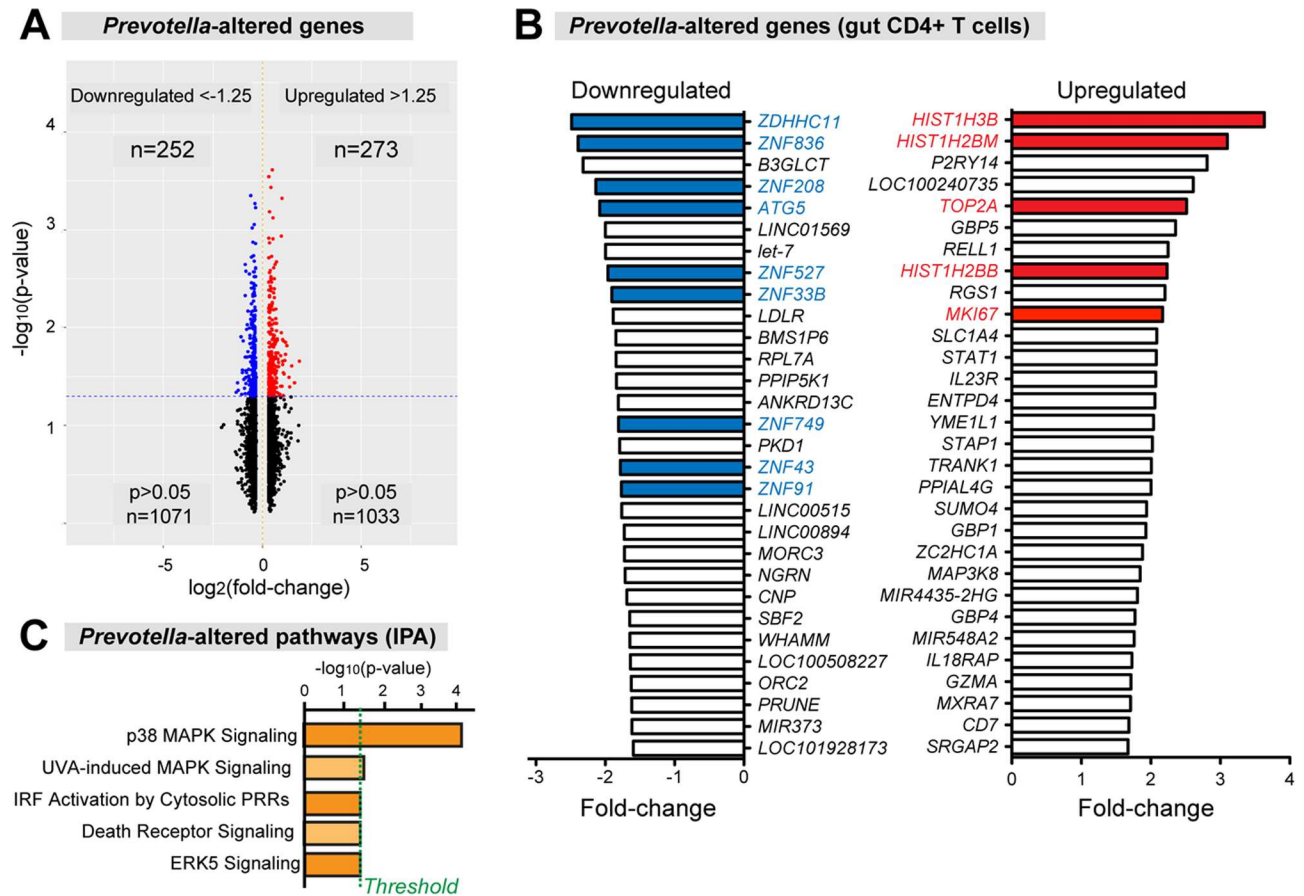 A
Prevotella-altered genes
Downregulated <-1.25
Upregulated >1.25
n=252
n=273
4
3
2
1
-log10(p-value)
p>0.05
n=1071
p>0.05
n=1033
-5
0
5
log2(fold-change)
B
Prevotella-altered genes (gut CD4+ T cells)
Downregulated
ZDHHC11
ZNF836
B3GLCT
ZNF208
ATG5
LINC01569
let-7
ZNF527
ZNF33B
LDLR
BMS1P6
RPL7A
PPIP5K1
ANKRD13C
ZNF749
PKD1
ZNF43
ZNF91
LINC00515
LINC00894
MORC3
NGRN
CNP
SBF2
WHAMM
LOC100508227
ORC2
PRUNE
MIR373
LOC101928173
-3 -2 -1 0
Fold-change
Upregulated
HIST1H3B
HIST1H2BM
P2RY14
LOC100240735
TOP2A
GBP5
RELL1
HIST1H2BB
RGS1
MKI67
SLC1A4
STAT1
IL23R
ENTPD4
YME1L1
STAP1
TRANK1
PPIAL4G
SUMO4
GBP1
ZC2HC1A
MAP3K8
MIR4435-2HG
GBP4
MIR548A2
IL18RAP
GZMA
MXRA7
CD7
SRGAP2
0 1 2 3 4
Fold-change
C
Prevotella-altered pathways (IPA)
-log10(p-value)
0 1 2 3 4
p38 MAPK Signaling
UVA-induced MAPK Signaling
IRF Activation by Cytosolic PRRs
Death Receptor Signaling
ERK5 Signaling
Threshold